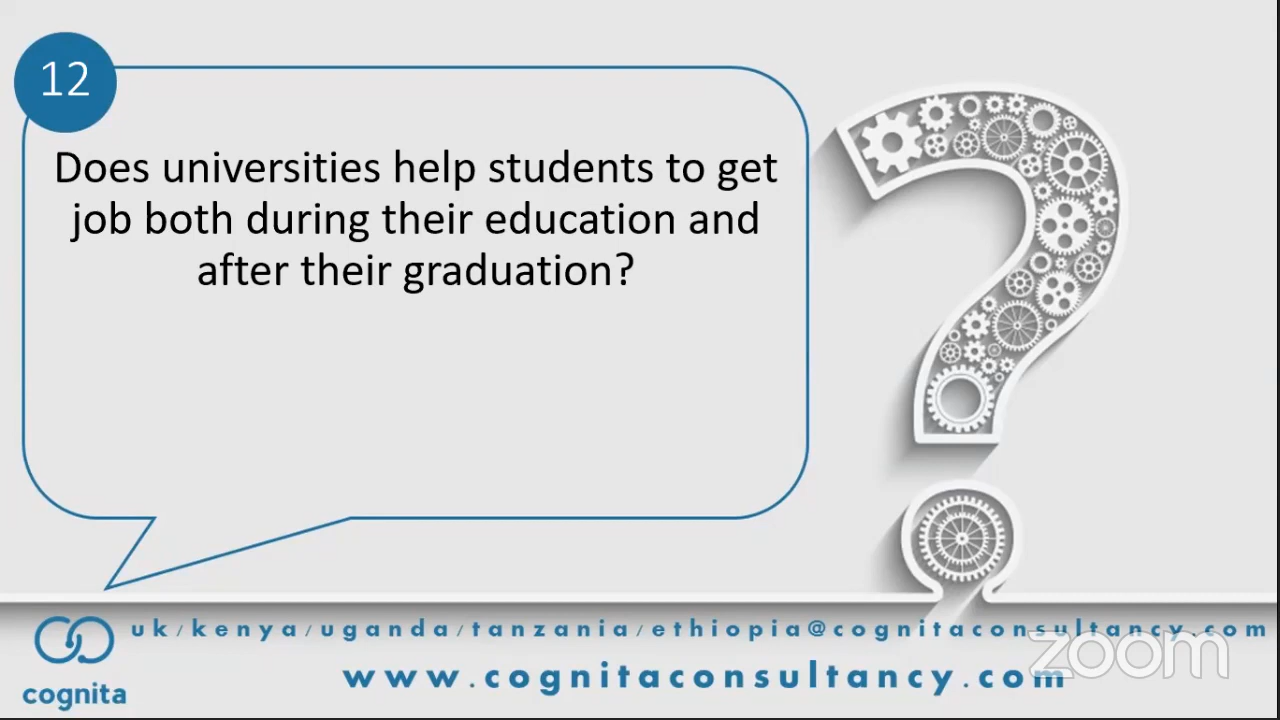 12
Does universities help students to get
job both during their education and
after their graduation?
uk/kenya/uganda/tanzania/ethiopia@cognitaconsultancy.com
www.cognitaconsultancy.com
cognita
zoom